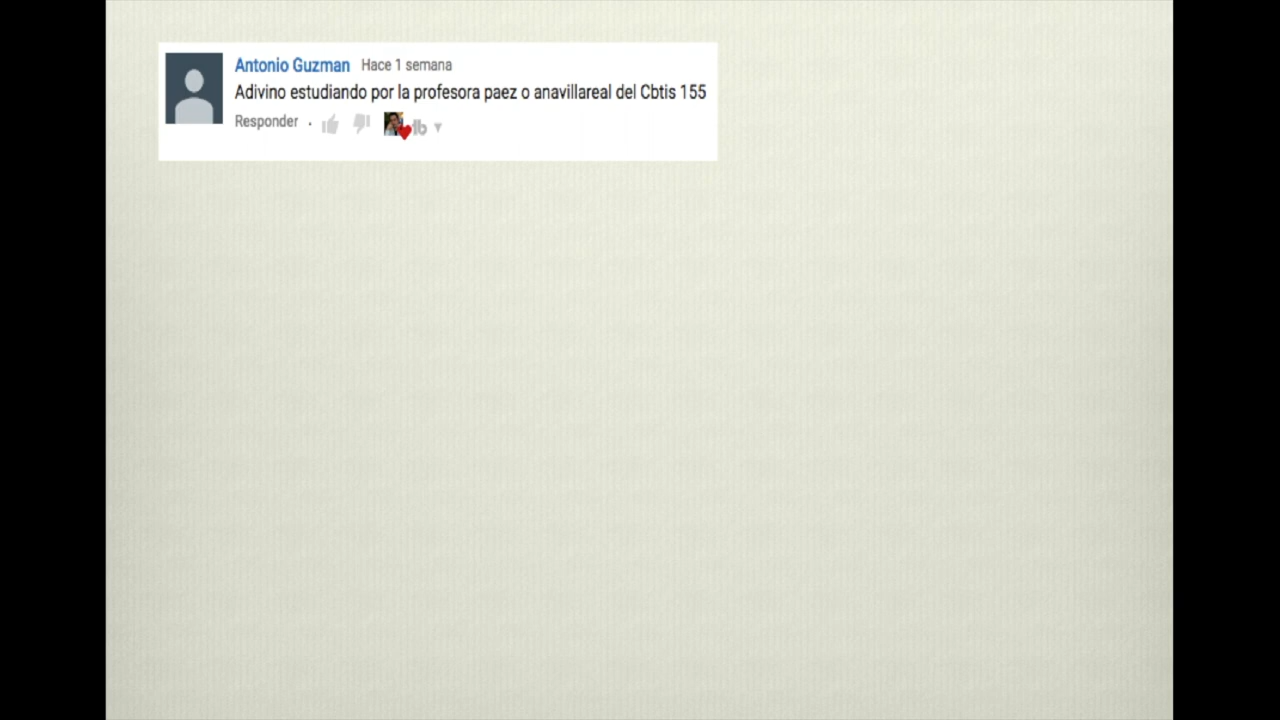 Antonio Guzman Hace 1 semana
Adivino estudiando por la profesora paez o anavillareal del Cbtis 155
Responder ·